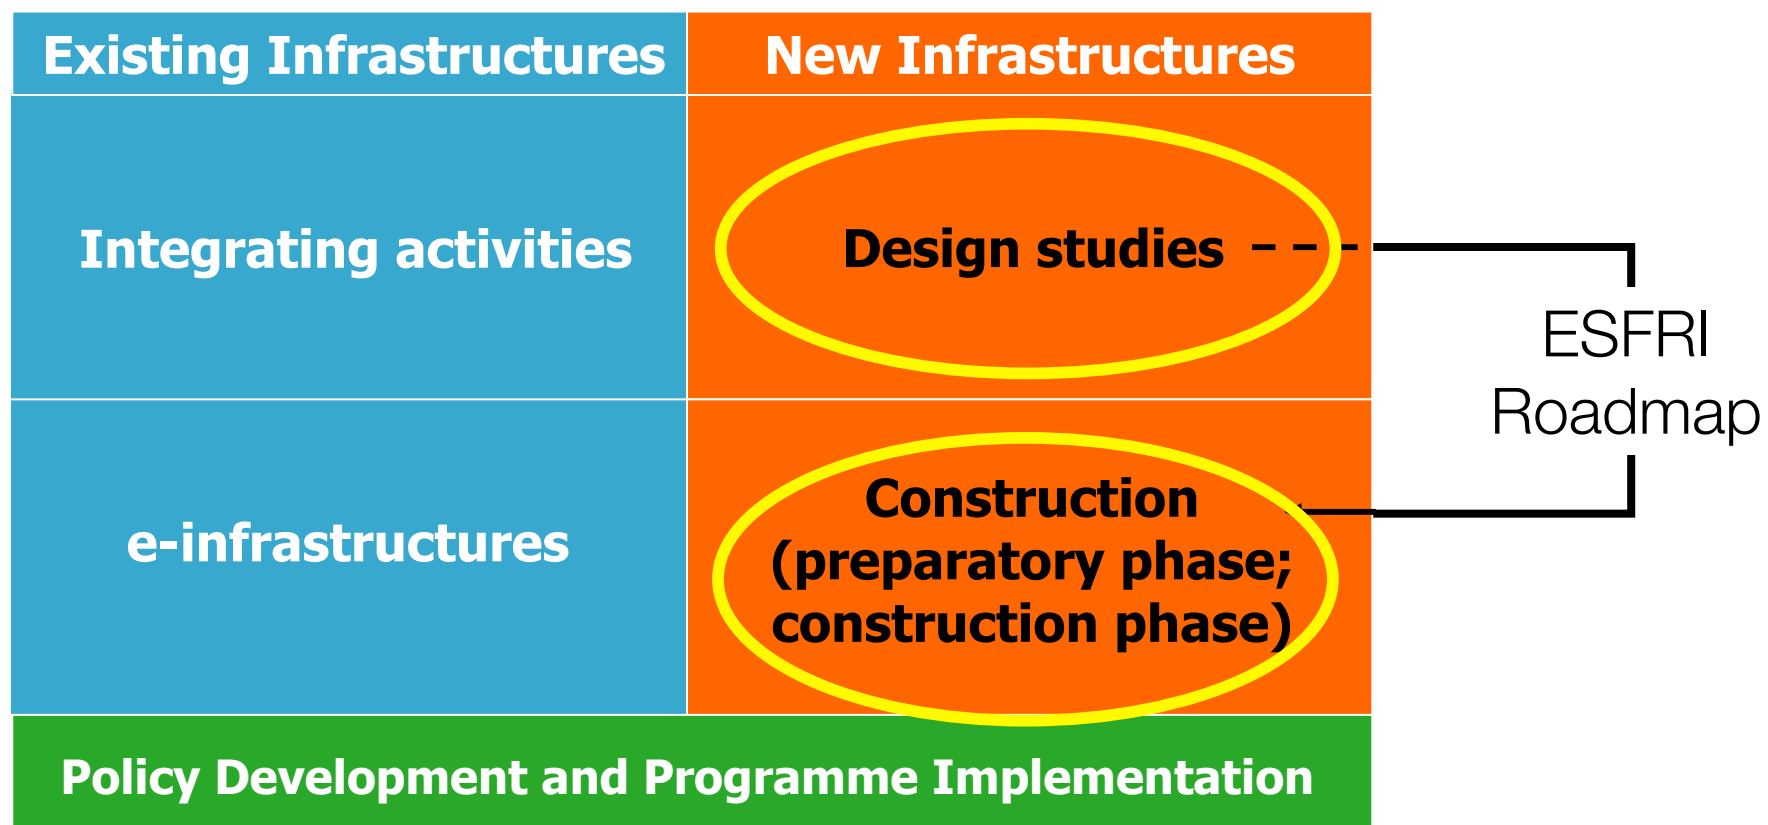 Existing Infrastructures
New Infrastructures
Integrating activities
Design studies
ESFRI
Roadmap
e-infrastructures
Construction
(preparatory phase;
construction phase)
Policy Development and Programme Implementation